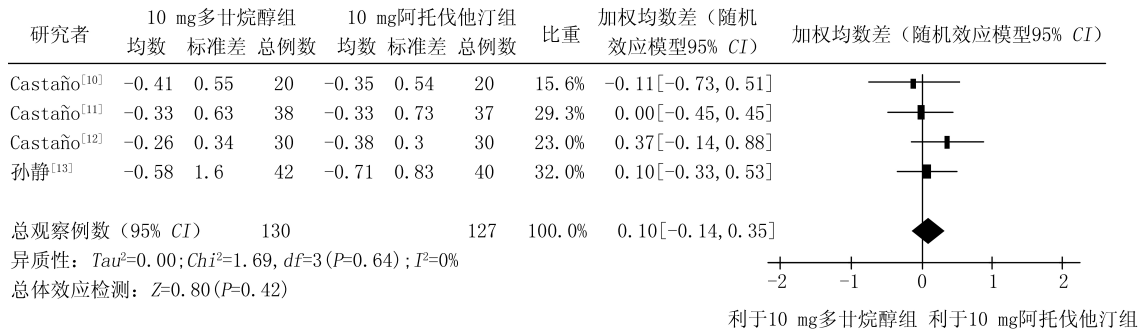 研究者 10 mg多廿烷醇组 10 mg阿托伐他汀组 比重 加权均数差（随机效应模型95% CI） 加权均数差（随机效应模型95% CI）
均数 标准差 总例数 均数 标准差 总例数
Castaño[10] -0.41 0.55 20 -0.35 0.54 20 15.6% -0.11[-0.73,0.51]
Castaño[11] -0.33 0.63 38 -0.33 0.73 37 29.3% 0.00[-0.45,0.45]
Castaño[12] -0.26 0.34 30 -0.38 0.3 30 23.0% 0.37[-0.14,0.88]
孙静[13] -0.58 1.6 42 -0.71 0.83 40 32.0% 0.10[-0.33,0.53]
总观察例数（95% CI） 130 127 100.0% 0.10[-0.14,0.35]
异质性：Tau²=0.00;Chi²=1.69,df=3(P=0.64);I²=0%
总体效应检测：Z=0.80(P=0.42)
-2 -1 0 1 2
利于10 mg多廿烷醇组 利于10 mg阿托伐他汀组